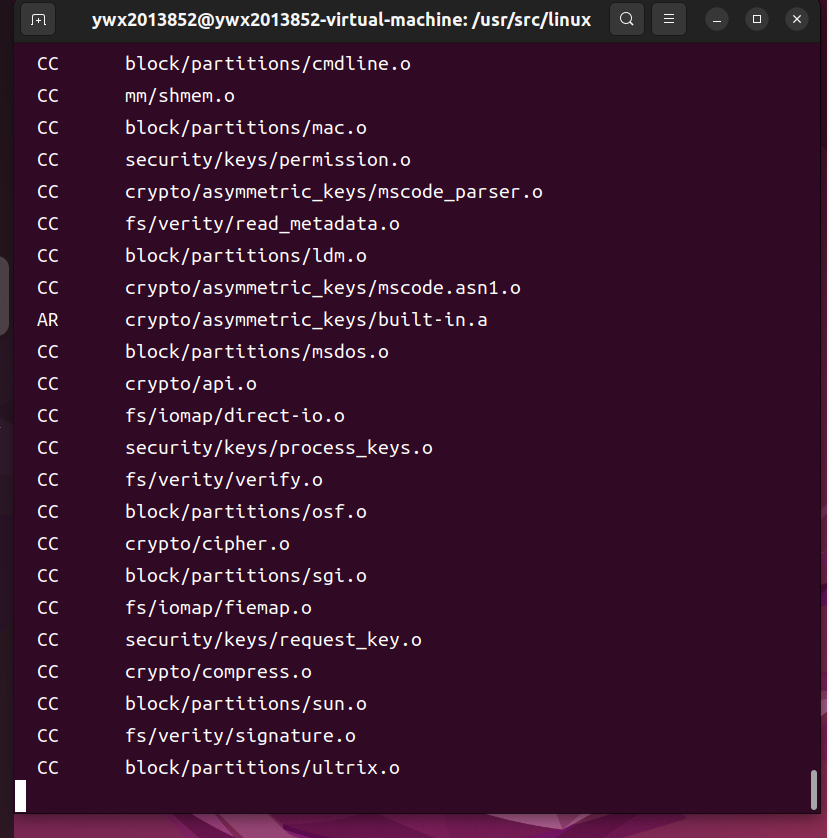 ywx2013852@ywx2013852-virtual-machine: /usr/src/linux
CC block/partitions/cmdline.o
CC mm/shmem.o
CC block/partitions/mac.o
CC security/keys/permission.o
CC crypto/asymmetric_keys/mscode_parser.o
CC fs/verity/read_metadata.o
CC block/partitions/ldm.o
CC crypto/asymmetric_keys/mscode.asn1.o
AR crypto/asymmetric_keys/built-in.a
CC block/partitions/msdos.o
CC crypto/api.o
CC fs/iomap/direct-io.o
CC security/keys/process_keys.o
CC fs/verity/verify.o
CC block/partitions/osf.o
CC crypto/cipher.o
CC block/partitions/sgi.o
CC fs/iomap/fiemap.o
CC security/keys/request_key.o
CC crypto/compress.o
CC block/partitions/sun.o
CC fs/verity/signature.o
CC block/partitions/ultrix.o